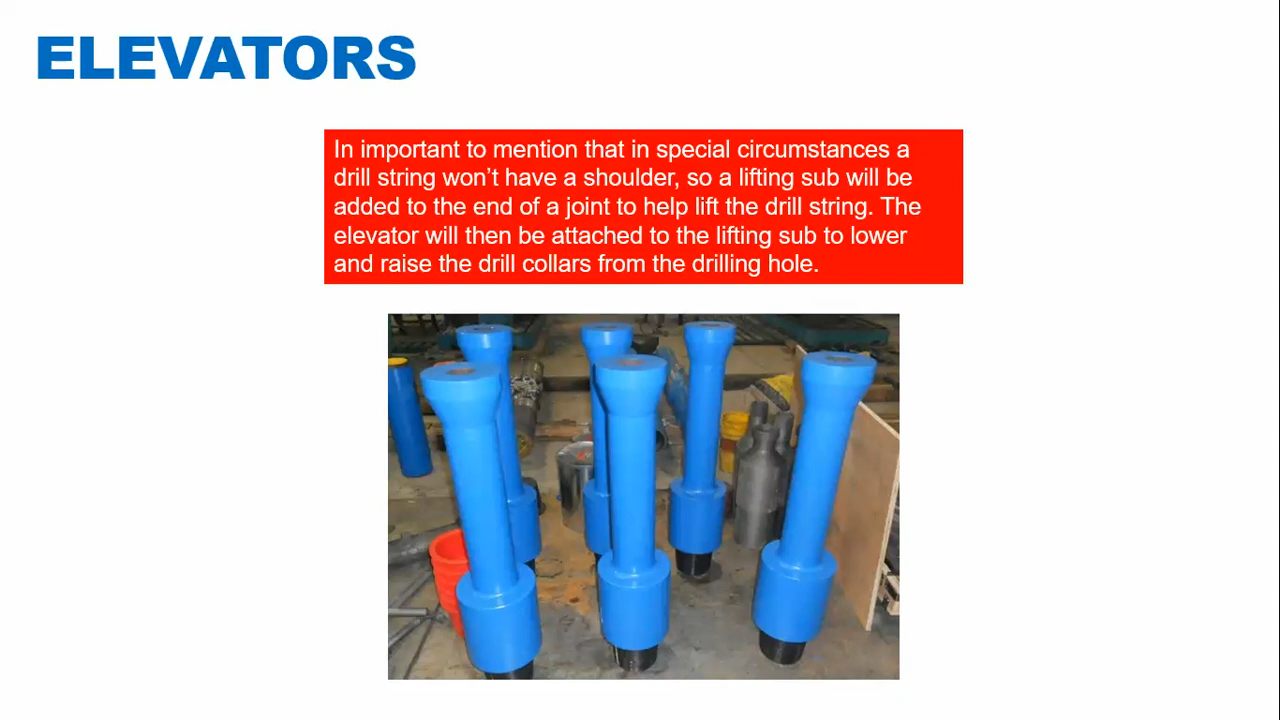 ELEVATORS
In important to mention that in special circumstances a
drill string won’t have a shoulder, so a lifting sub will be
added to the end of a joint to help lift the drill string. The
elevator will then be attached to the lifting sub to lower
and raise the drill collars from the drilling hole.